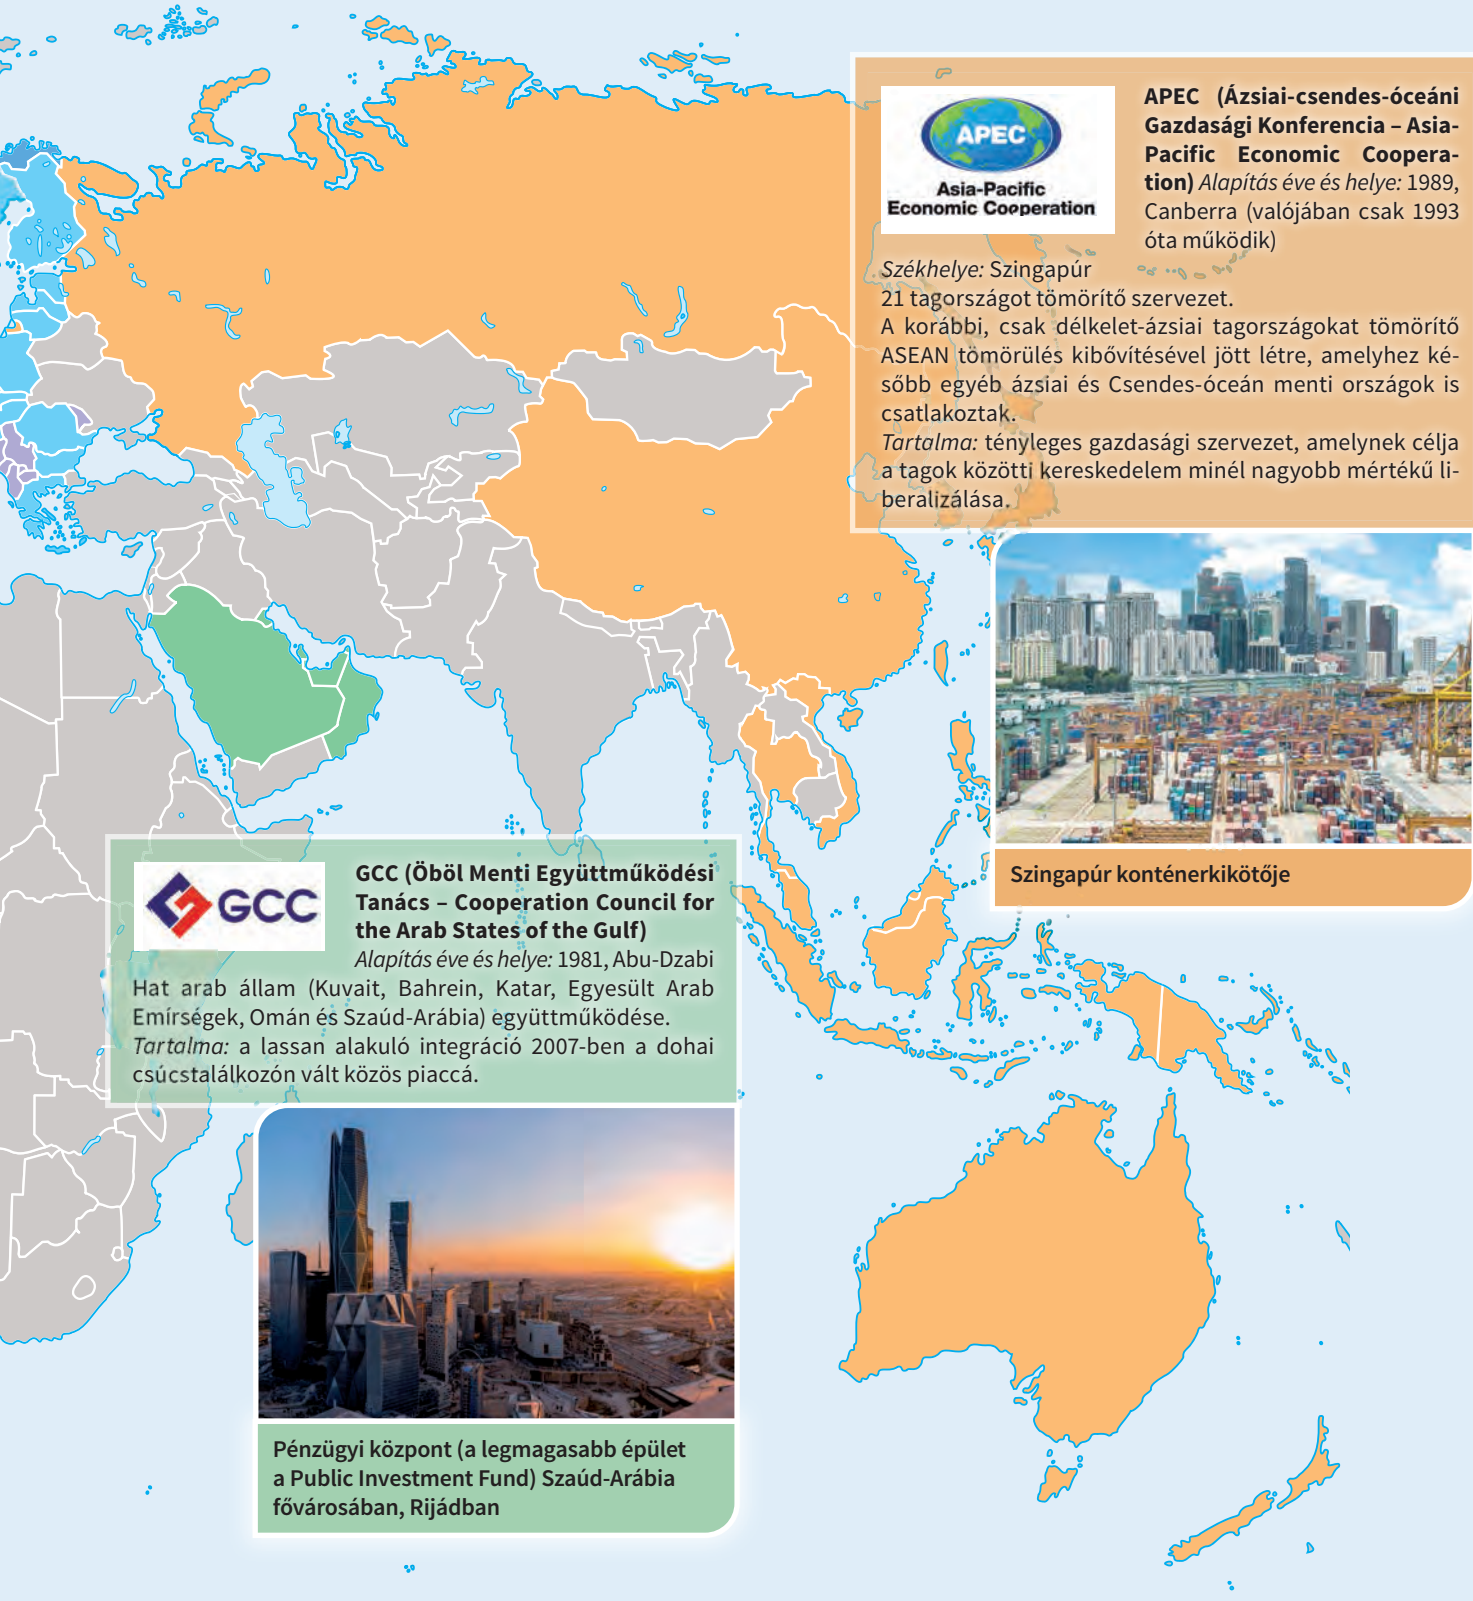 APEC
Asia-Pacific
Economic Cooperation
APEC (Ázsiai-csendes-óceáni
Gazdasági Konferencia – Asia-
Pacific Economic Coopera-
tion) Alapítás éve és helye: 1989,
Canberra (valójában csak 1993
óta működik)
Székhelye: Szingapúr
21 tagországot tömörítő szervezet.
A korábbi, csak délkelet-ázsiai tagországokat tömörítő
ASEAN tömörülés kibővítésével jött létre, amelyhez ké-
sőbb egyéb ázsiai és Csendes-óceán menti országok is
csatlakoztak.
Tartalma: tényleges gazdasági szervezet, amelynek célja
a tagok közötti kereskedelem minél nagyobb mértékű li-
beralizálása.
Szingapúr konténerkikötője
GCC
GCC (Öböl Menti Együttműködési
Tanács – Cooperation Council for
the Arab States of the Gulf)
Alapítás éve és helye: 1981, Abu-Dzabi
Hat arab állam (Kuvait, Bahrein, Katar, Egyesült Arab
Emírségek, Omán és Szaúd-Arábia) együttműködése.
Tartalma: a lassan alakuló integráció 2007-ben a dohai
csúcstalálkozón vált közös piaccá.
Pénzügyi központ (a legmagasabb épület
a Public Investment Fund) Szaúd-Arábia
fővárosában, Rijádban